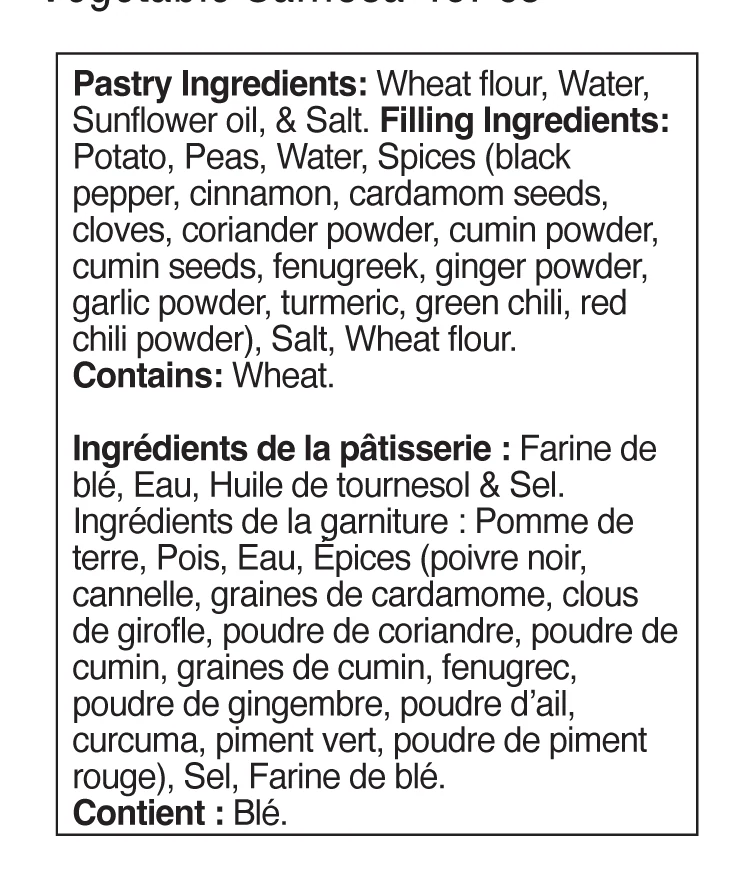 Pastry Ingredients: Wheat flour, Water,
Sunflower oil, & Salt. Filling Ingredients:
Potato, Peas, Water, Spices (black
pepper, cinnamon, cardamom seeds,
cloves, coriander powder, cumin powder,
cumin seeds, fenugreek, ginger powder,
garlic powder, turmeric, green chili, red
chili powder), Salt, Wheat flour.
Contains: Wheat.
Ingrédients de la pâtisserie : Farine de
blé, Eau, Huile de tournesol & Sel.
Ingrédients de la garniture : Pomme de
terre, Pois, Eau, Épices (poivre noir,
cannelle, graines de cardamome, clous
de girofle, poudre de coriandre, poudre de
cumin, graines de cumin, fenugrec,
poudre de gingembre, poudre d’ail,
curcuma, piment vert, poudre de piment
rouge), Sel, Farine de blé.
Contient : Blé.